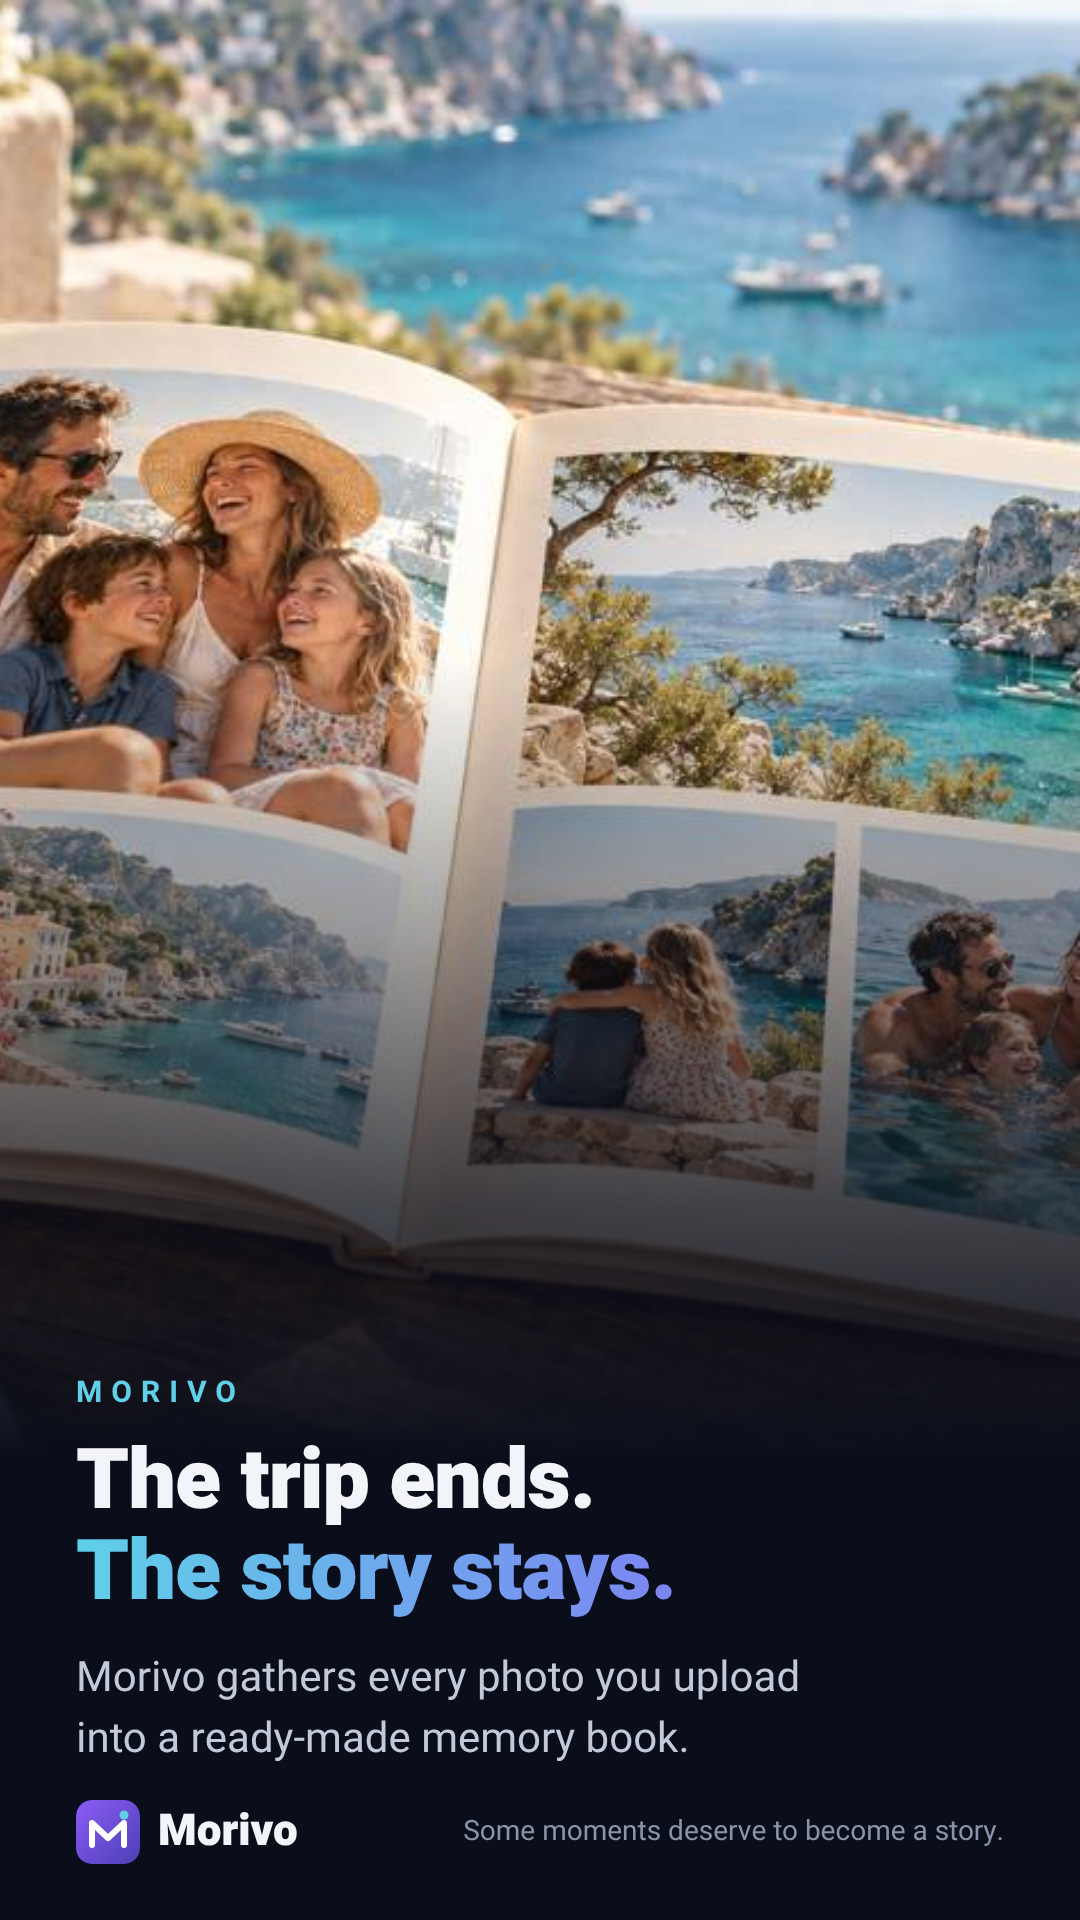 MORIVO
The trip ends.
The story stays.
Morivo gathers every photo you upload
into a ready-made memory book.
Morivo
Some moments deserve to become a story.